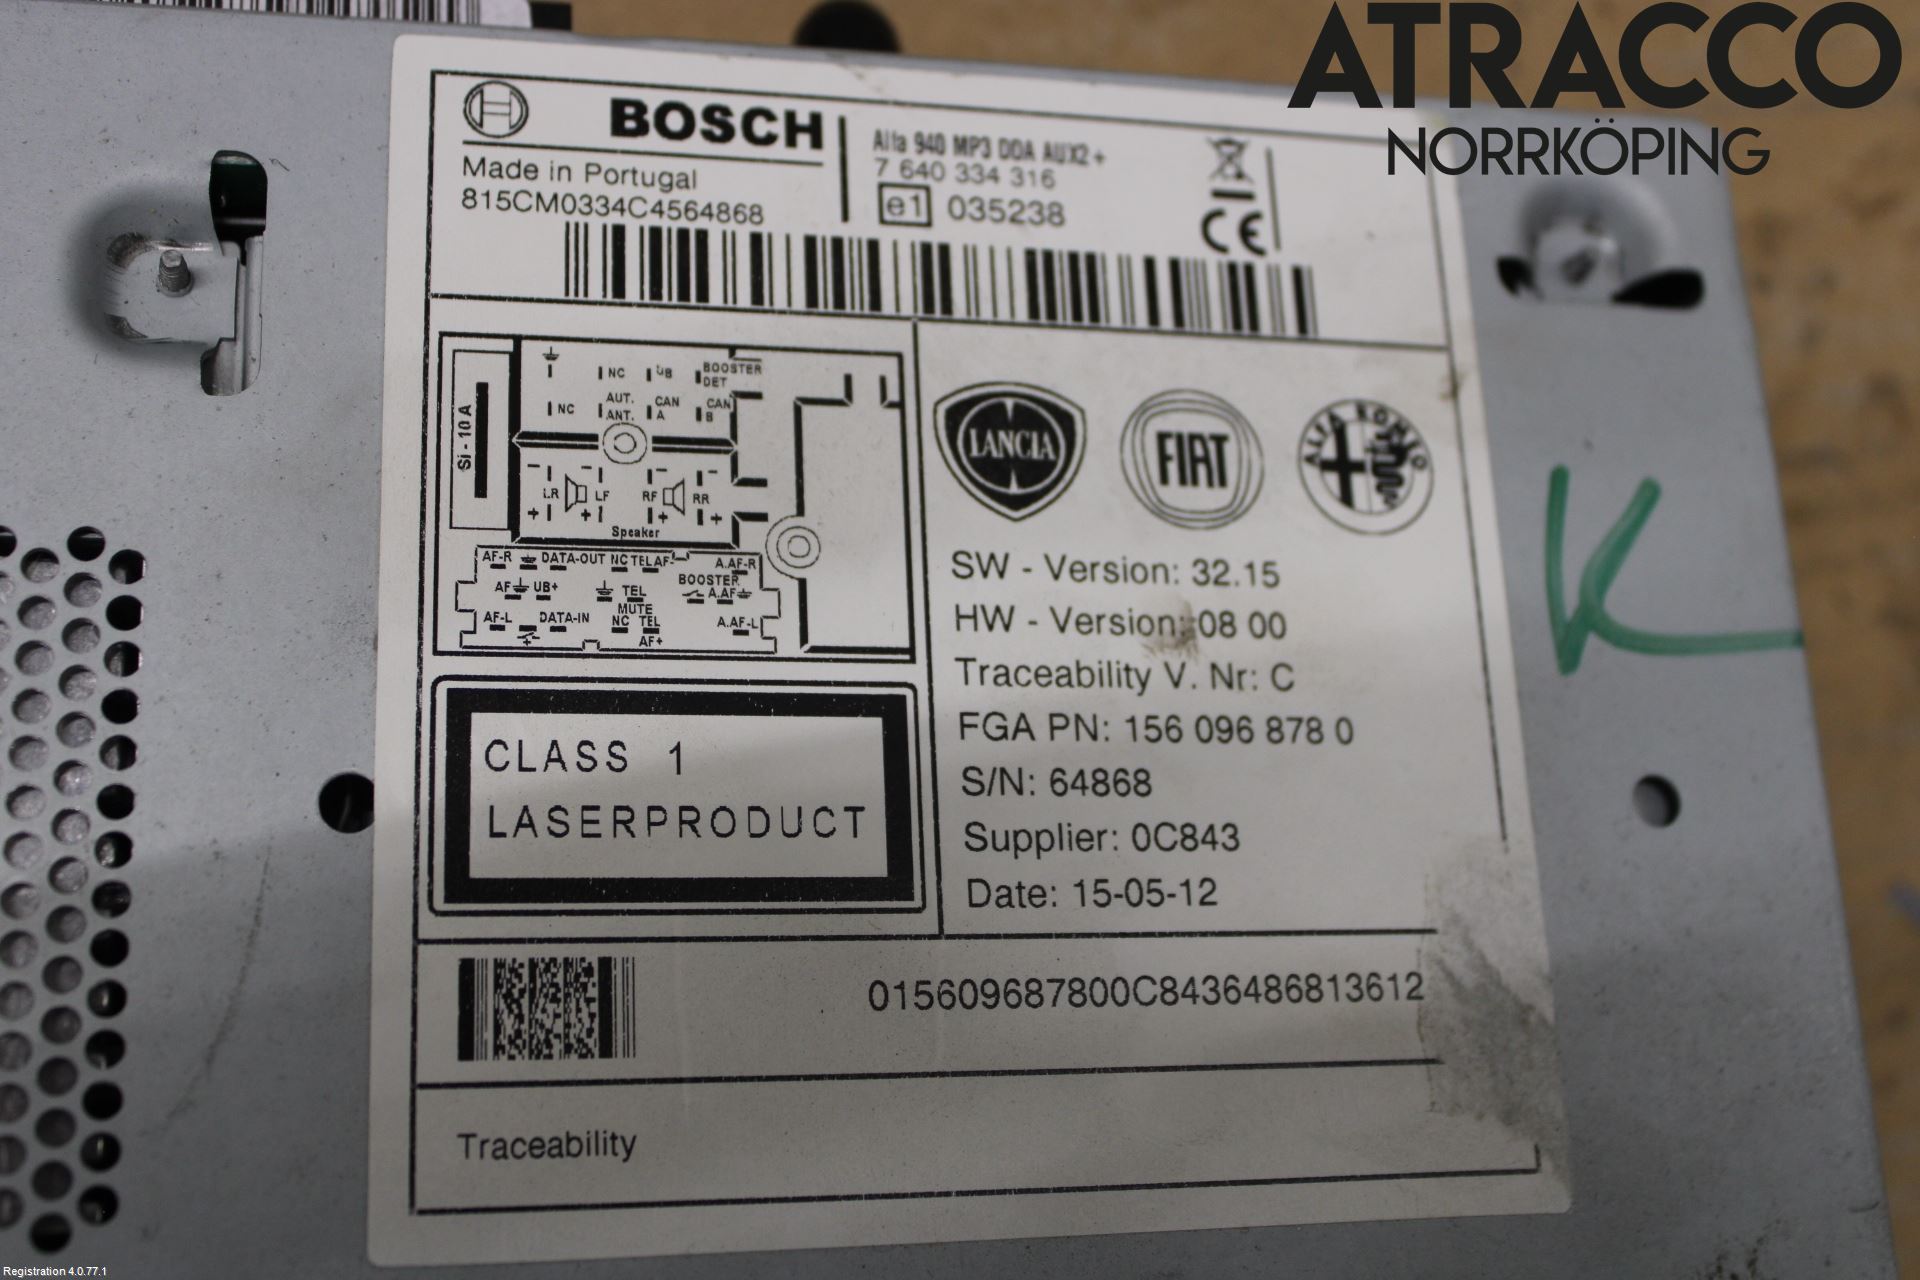 ATRACCO
NORRKÖPING
BOSCH
Made in Portugal
815CM0334C4564868
Alfa 940 MP3 DDA AUX2+
7 640 334 316
e1 035238
CE
NC UB BOOSTER
DET
NC AUT. CAN CAN
ANT. A B
Si - 10 A
LR LF RF RR
Speaker
AF-R DATA-OUT NC TEL AF- A.AF-R
AF UB+ TEL BOOSTER A.AF
MUTE
AF-L DATA-IN NC TEL A.AF-L
AF+
LANCIA
FIAT
ALFA ROMEO
SW - Version: 32.15
HW - Version: 08 00
Traceability V. Nr: C
FGA PN: 156 096 878 0
S/N: 64868
Supplier: 0C843
Date: 15-05-12
CLASS 1
LASERPRODUCT
015609687800C8436486813612
Traceability
K
Registration 4.0.77.1